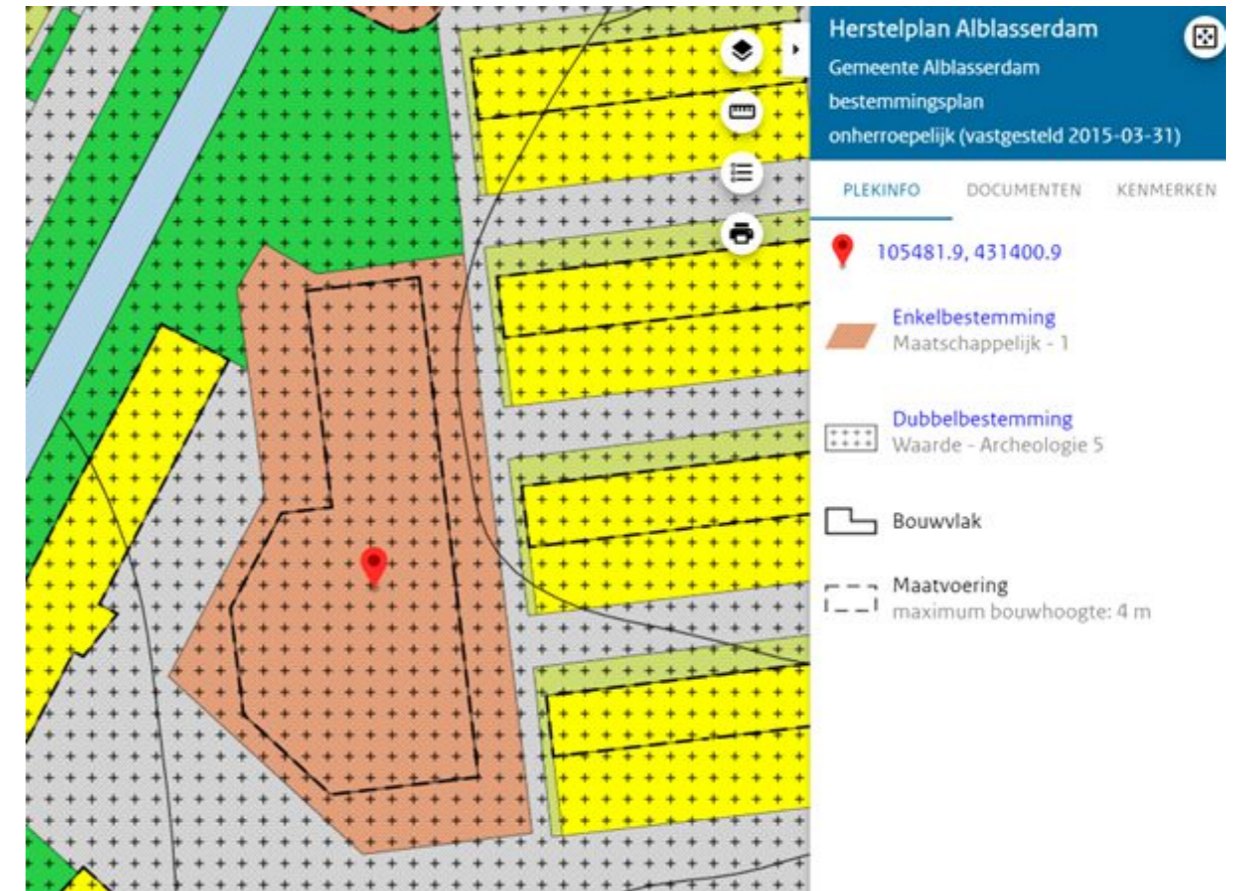 Herstelplan Alblasserdam
Gemeente Alblasserdam
bestemmingsplan
onherroepelijk (vastgesteld 2015-03-31)
PLEKINFO DOCUMENTEN KENMERKEN
105481.9, 431400.9
Enkelbestemming
Maatschappelijk - 1
Dubbelbestemming
Waarde - Archeologie 5
Bouwvlak
Maatvoering
maximum bouwhoogte: 4 m